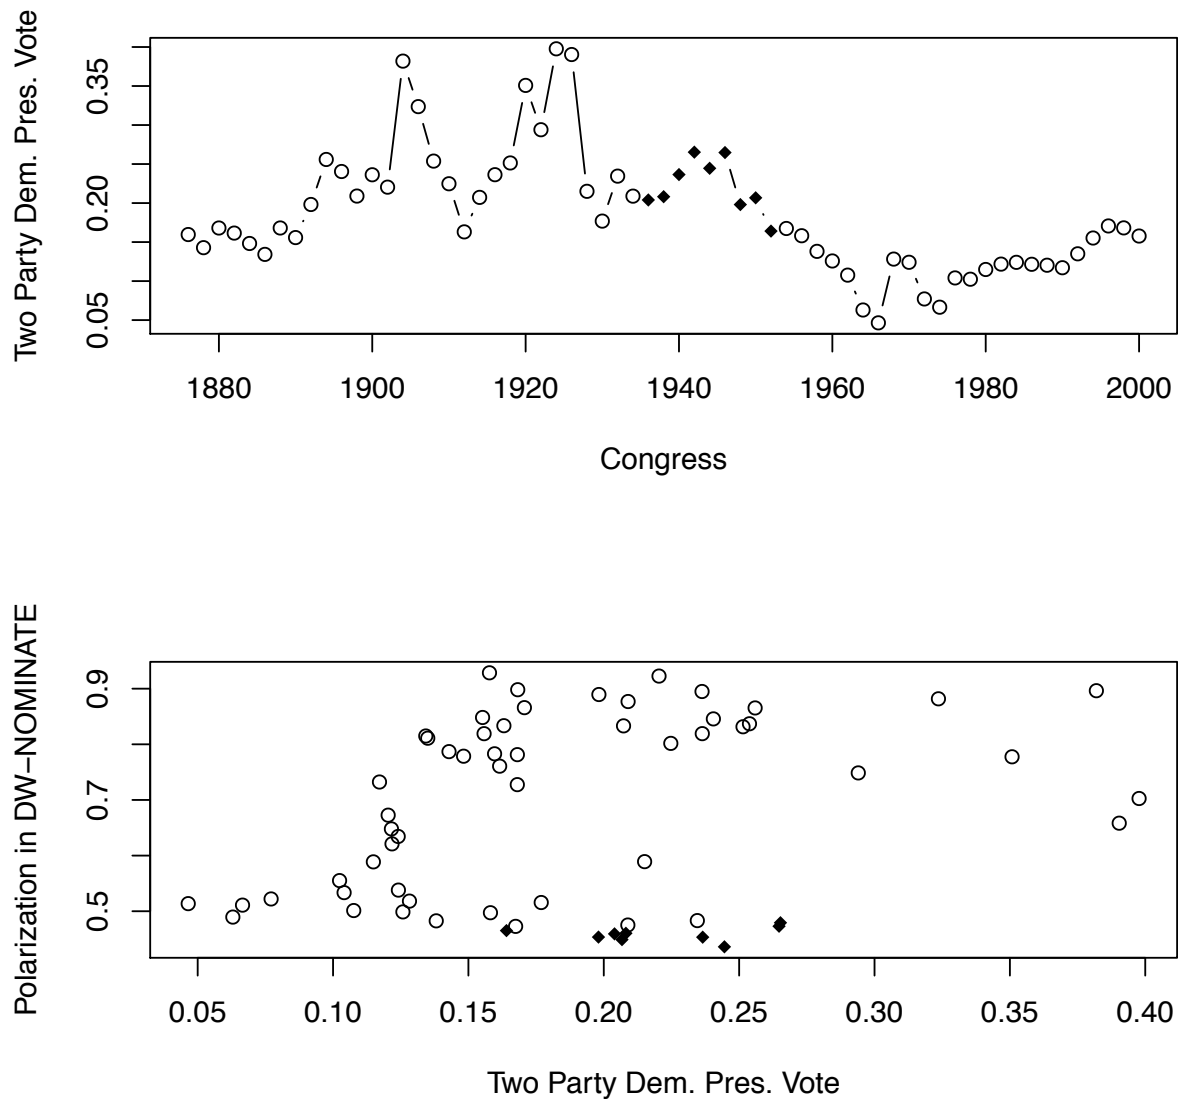 Two Party Dem. Pres. Vote
0.35
0.20
0.05
1880 1900 1920 1940 1960 1980 2000
Congress
Polarization in DW−NOMINATE
0.9
0.7
0.5
0.05 0.10 0.15 0.20 0.25 0.30 0.35 0.40
Two Party Dem. Pres. Vote